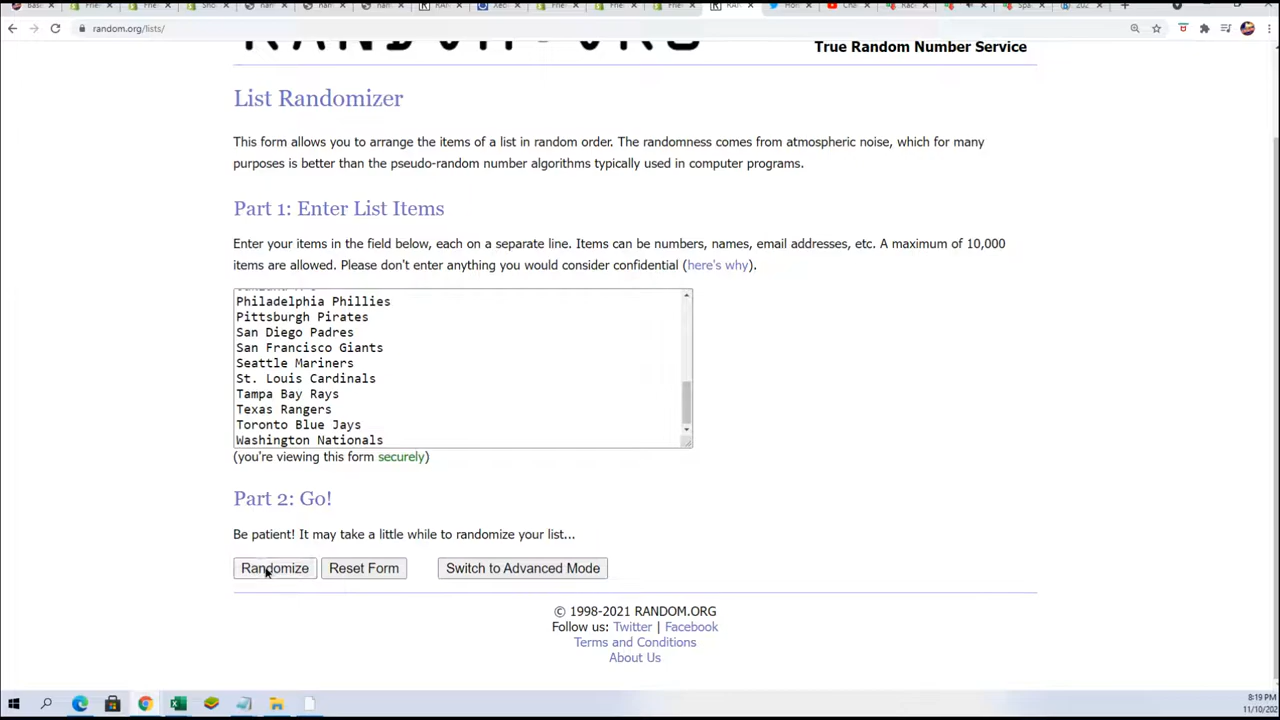 random.org/lists/
RANDOM.ORG
True Random Number Service
List Randomizer
This form allows you to arrange the items of a list in random order. The randomness comes from atmospheric noise, which for many
purposes is better than the pseudo-random number algorithms typically used in computer programs.
Part 1: Enter List Items
Enter your items in the field below, each on a separate line. Items can be numbers, names, email addresses, etc. A maximum of 10,000
items are allowed. Please don't enter anything you would consider confidential (here's why).
Philadelphia Phillies
Pittsburgh Pirates
San Diego Padres
San Francisco Giants
Seattle Mariners
St. Louis Cardinals
Tampa Bay Rays
Texas Rangers
Toronto Blue Jays
Washington Nationals
(you're viewing this form securely)
Part 2: Go!
Be patient! It may take a little while to randomize your list...
Randomize Reset Form Switch to Advanced Mode
© 1998-2021 RANDOM.ORG
Follow us: Twitter | Facebook
Terms and Conditions
About Us
8:19 PM
11/10/202